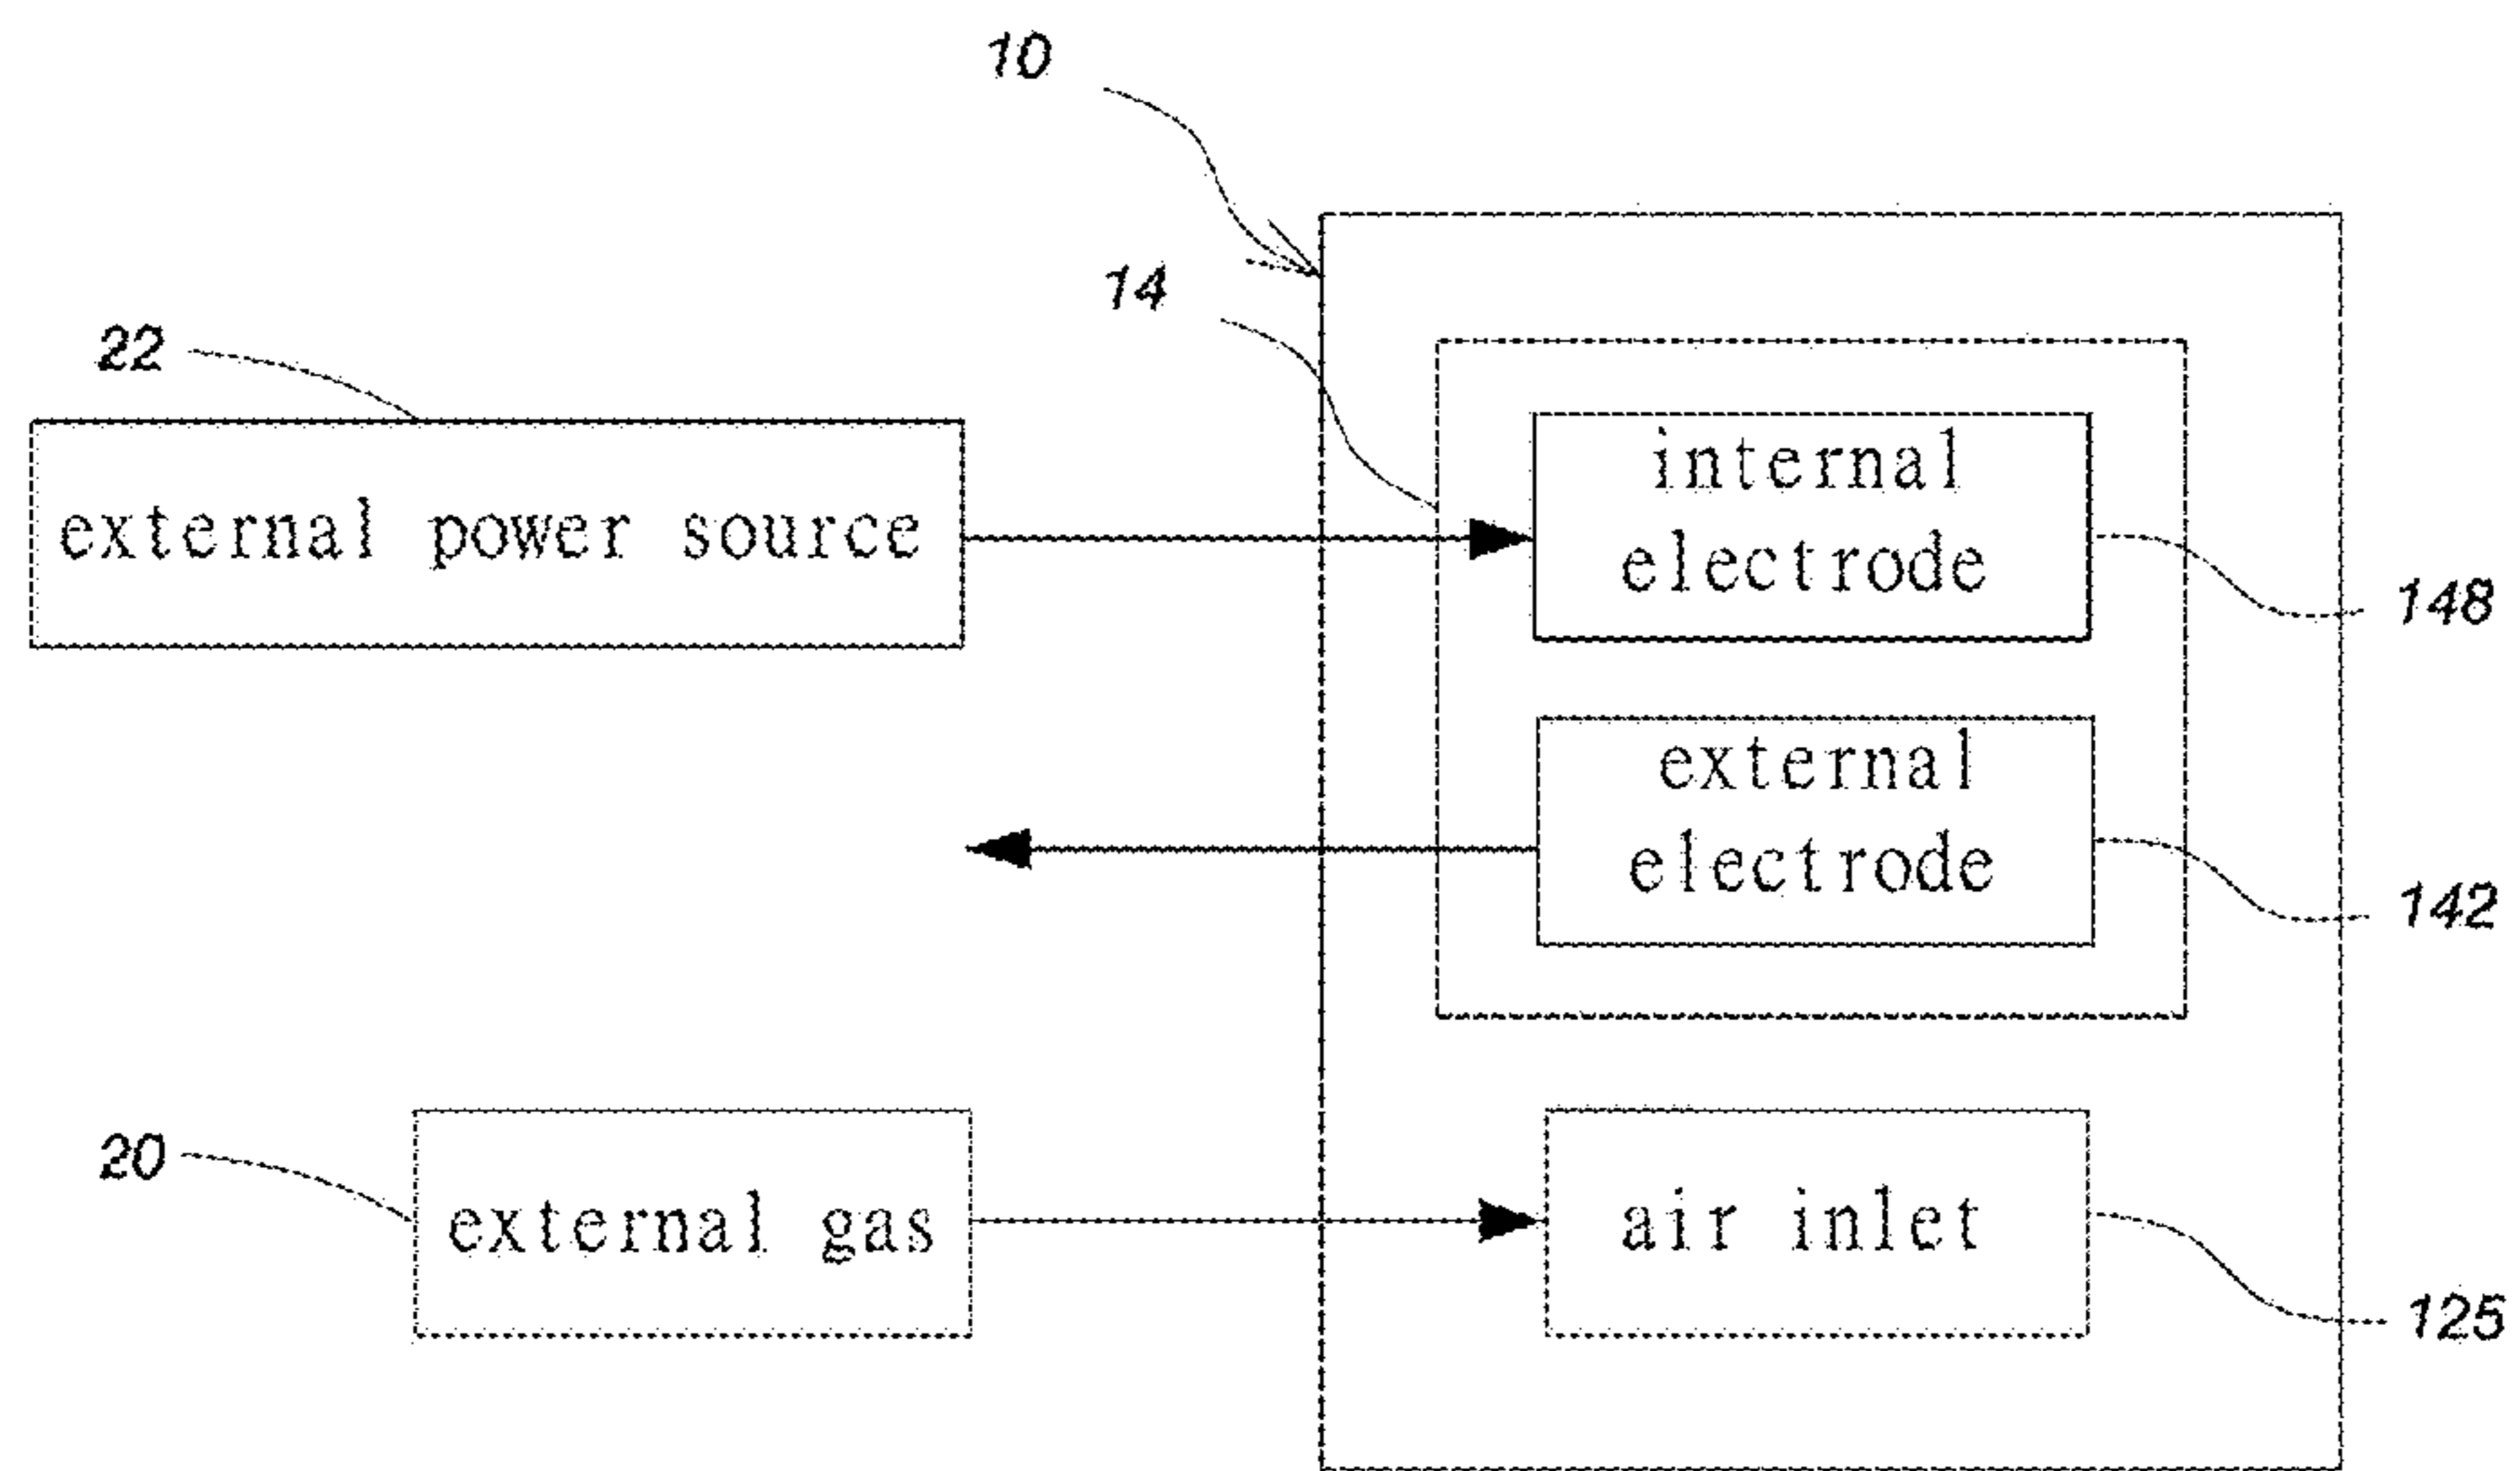 10
14
22
internal
external power source
electrode
148
external
electrode
142
20
external gas
air inlet
125